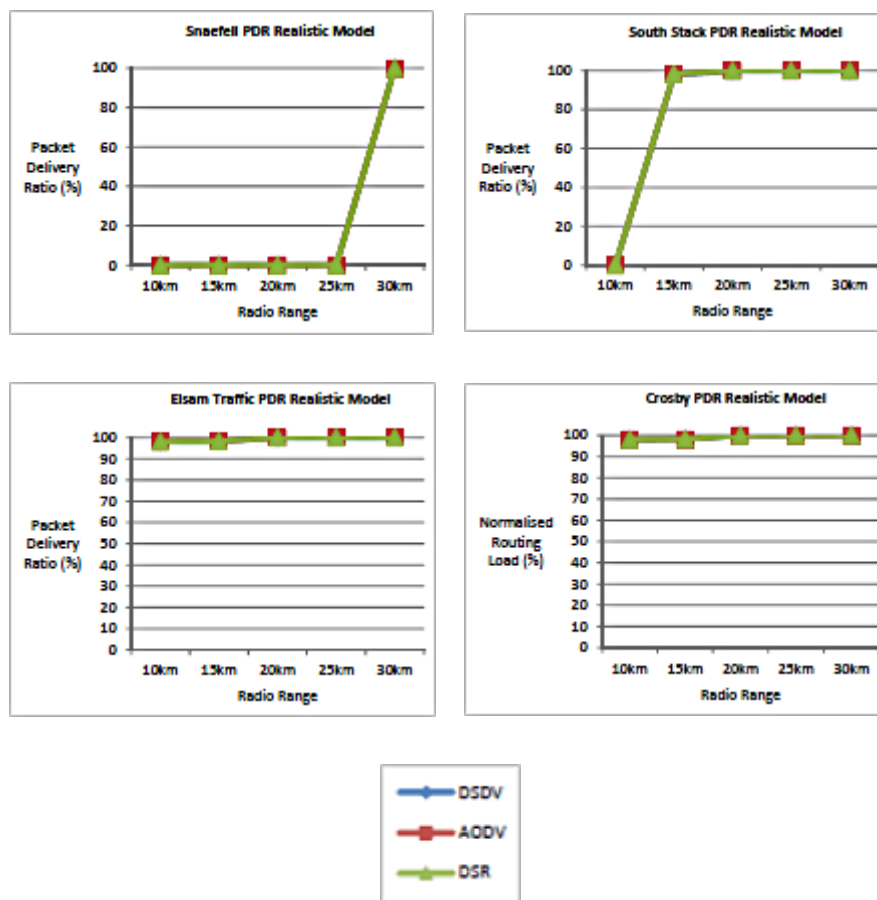 Snaefell PDR Realistic Model
100
80
60
40
20
0
Packet
Delivery
Ratio (%)
10km 15km 20km 25km 30km
Radio Range
South Stack PDR Realistic Model
100
80
60
40
20
0
Packet
Delivery
Ratio (%)
10km 15km 20km 25km 30km
Radio Range
Elsam Traffic PDR Realistic Model
100
90
80
70
60
50
40
30
20
10
0
Packet
Delivery
Ratio (%)
10km 15km 20km 25km 30km
Radio Range
Crosby PDR Realistic Model
100
90
80
70
60
50
40
30
20
10
0
Normalised
Routing
Load (%)
10km 15km 20km 25km 30km
Radio Range
DSDV
AODV
DSR